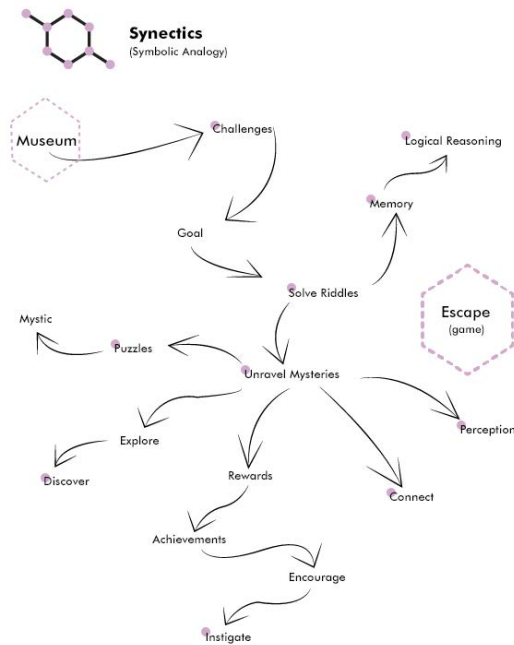 Synectics
(Symbolic Analogy)
Museum
Challenges
Logical Reasoning
Memory
Goal
Solve Riddles
Escape
(game)
Mystic
Puzzles
Unravel Mysteries
Perception
Explore
Discover
Rewards
Connect
Achievements
Encourage
Instigate